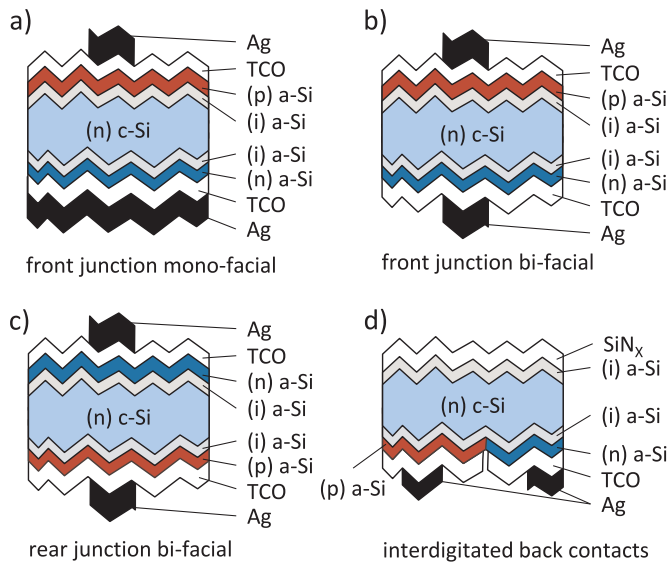 a)
Ag
TCO
(p) a-Si
(i) a-Si
(n) c-Si
(i) a-Si
(n) a-Si
TCO
Ag
front junction mono-facial
b)
Ag
TCO
(p) a-Si
(i) a-Si
(n) c-Si
(i) a-Si
(n) a-Si
TCO
Ag
front junction bi-facial
c)
Ag
TCO
(n) a-Si
(i) a-Si
(n) c-Si
(i) a-Si
(p) a-Si
TCO
Ag
rear junction bi-facial
d)
SiNX
(i) a-Si
(n) c-Si
(i) a-Si
(n) a-Si
(p) a-Si
TCO
Ag
interdigitated back contacts